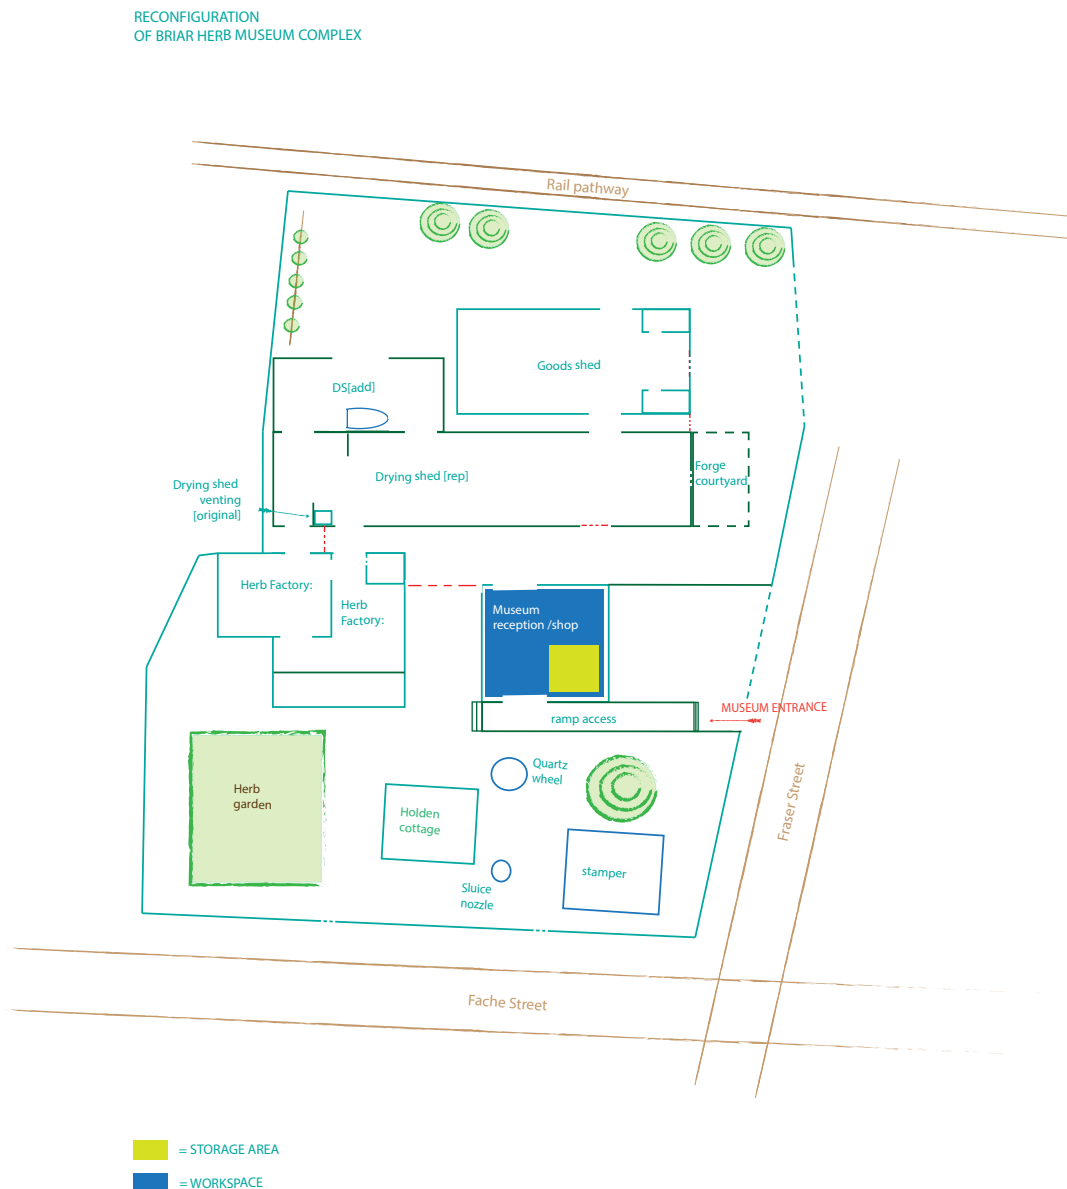 RECONFIGURATION
OF BRIAR HERB MUSEUM COMPLEX
Rail pathway
Goods shed
DS[add]
Drying shed [rep]
Forge
courtyard
Drying shed
venting
[original]
Herb Factory:
Herb
Factory:
Museum
reception /shop
MUSEUM ENTRANCE
ramp access
Quartz
wheel
Herb
garden
Holden
cottage
Fraser Street
stamper
Sluice
nozzle
Fache Street
= STORAGE AREA
= WORKSPACE